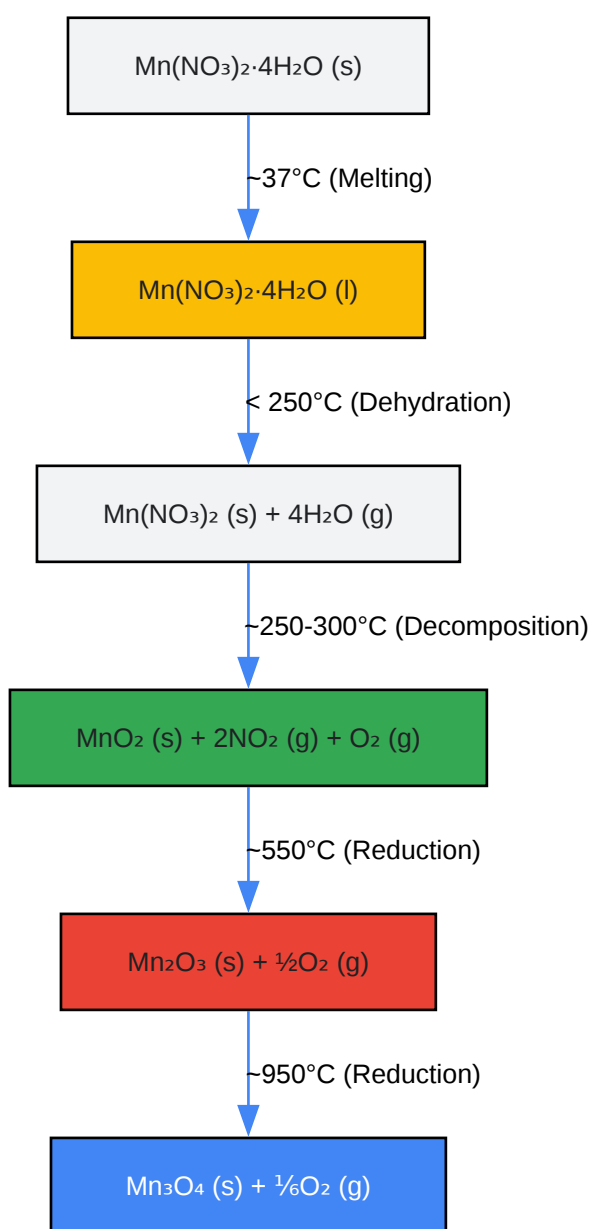 Mn(NO₃)₂·4H₂O (s)
~37°C (Melting)
Mn(NO₃)₂·4H₂O (l)
< 250°C (Dehydration)
Mn(NO₃)₂ (s) + 4H₂O (g)
~250-300°C (Decomposition)
MnO₂ (s) + 2NO₂ (g) + O₂ (g)
~550°C (Reduction)
Mn₂O₃ (s) + ½O₂ (g)
~950°C (Reduction)
Mn₃O₄ (s) + ⅙O₂ (g)